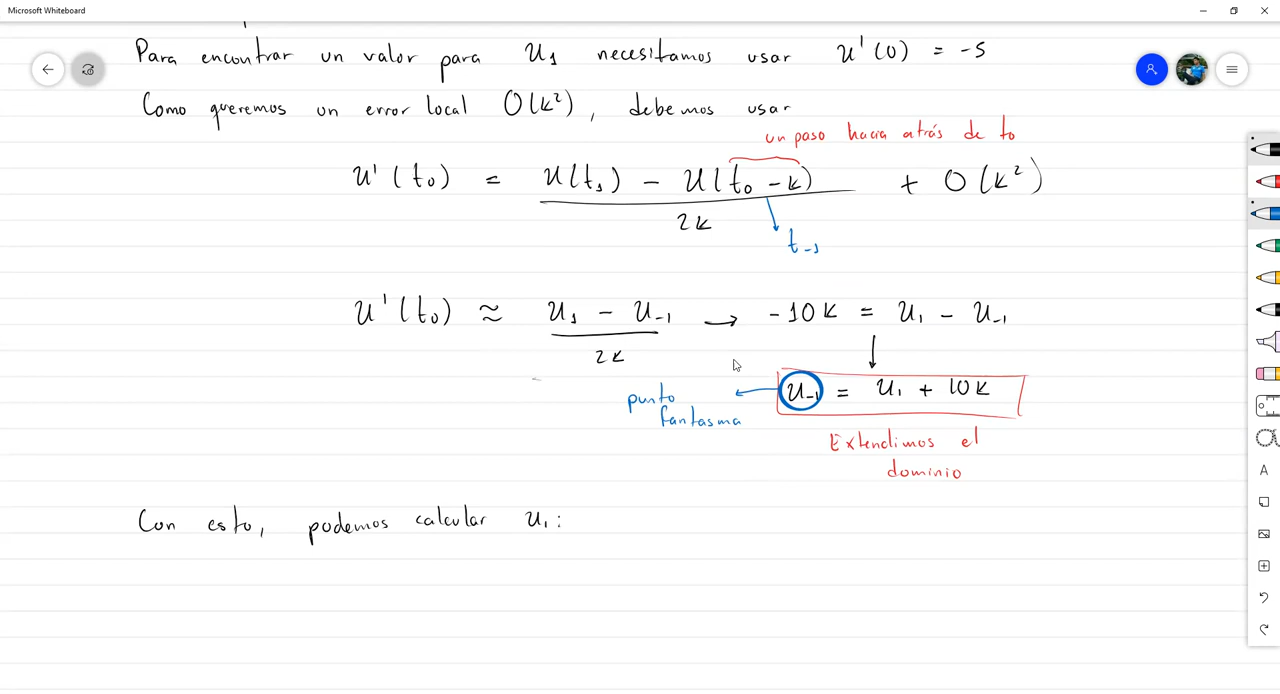 Microsoft Whiteboard
Para encontrar un valor para U₁ necesitamos usar U'(0) = -5
Como queremos un error local O(k²), debemos usar
un paso hacia atrás de t₀
U'(t₀) = (U(t₁) - U(t₀ - k)) / 2k + O(k²)
t₋₁
U'(t₀) ≈ (U₁ - U₋₁) / 2k → -10k = U₁ - U₋₁
↓
U₋₁ = U₁ + 10k
punto
fantasma
Extendimos el
dominio
Con esto, podemos calcular U₁:
A